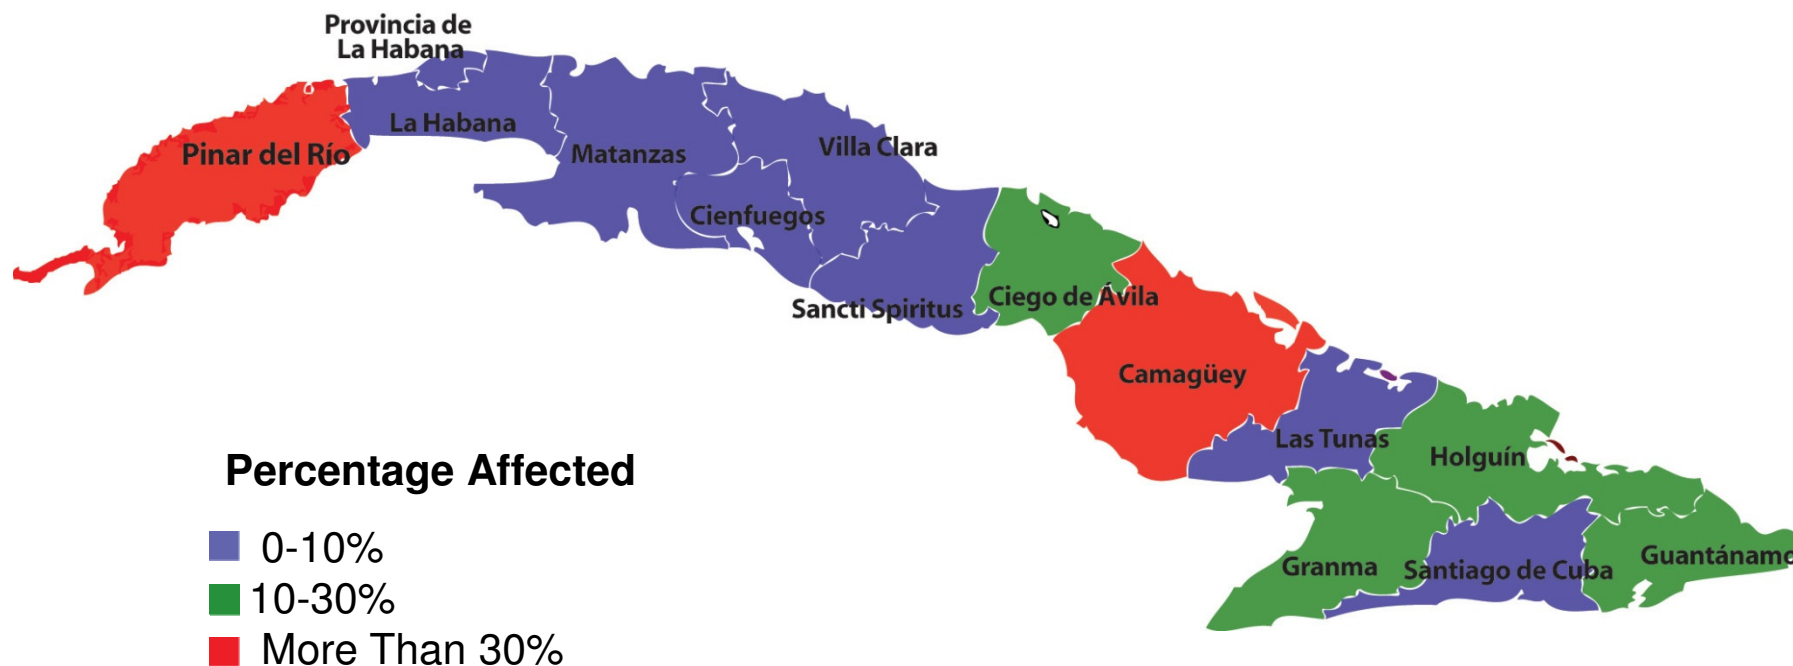 Provincia de
La Habana
La Habana
Pinar del Río
Matanzas
Villa Clara
Cienfuegos
Sancti Spiritus
Ciego de Ávila
Camagüey
Las Tunas
Holguín
Granma
Santiago de Cuba
Guantánamo
Percentage Affected
0-10%
10-30%
More Than 30%